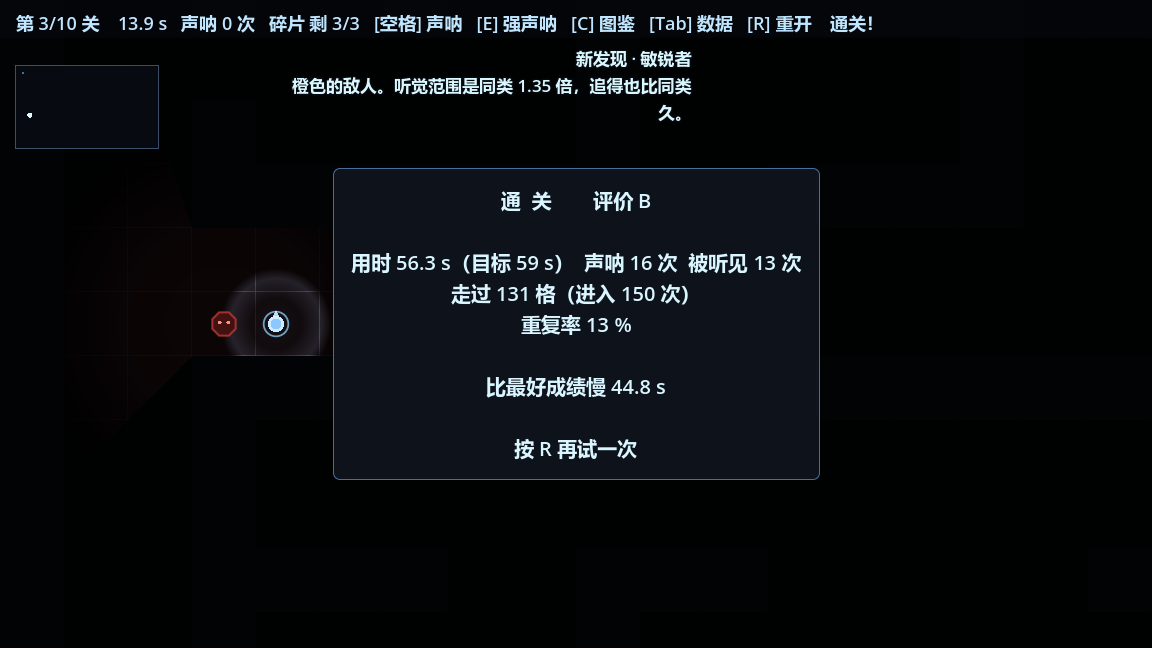 第 3/10 关 13.9 s 声呐 0 次 碎片 剩 3/3 [空格] 声呐 [E] 强声呐 [C] 图鉴 [Tab] 数据 [R] 重开 通关!
新发现 · 敏锐者
橙色的敌人。听觉范围是同类 1.35 倍，追得也比同类
久。
通 关 评价 B
用时 56.3 s（目标 59 s） 声呐 16 次 被听见 13 次
走过 131 格（进入 150 次）
重复率 13 %
比最好成绩慢 44.8 s
按 R 再试一次